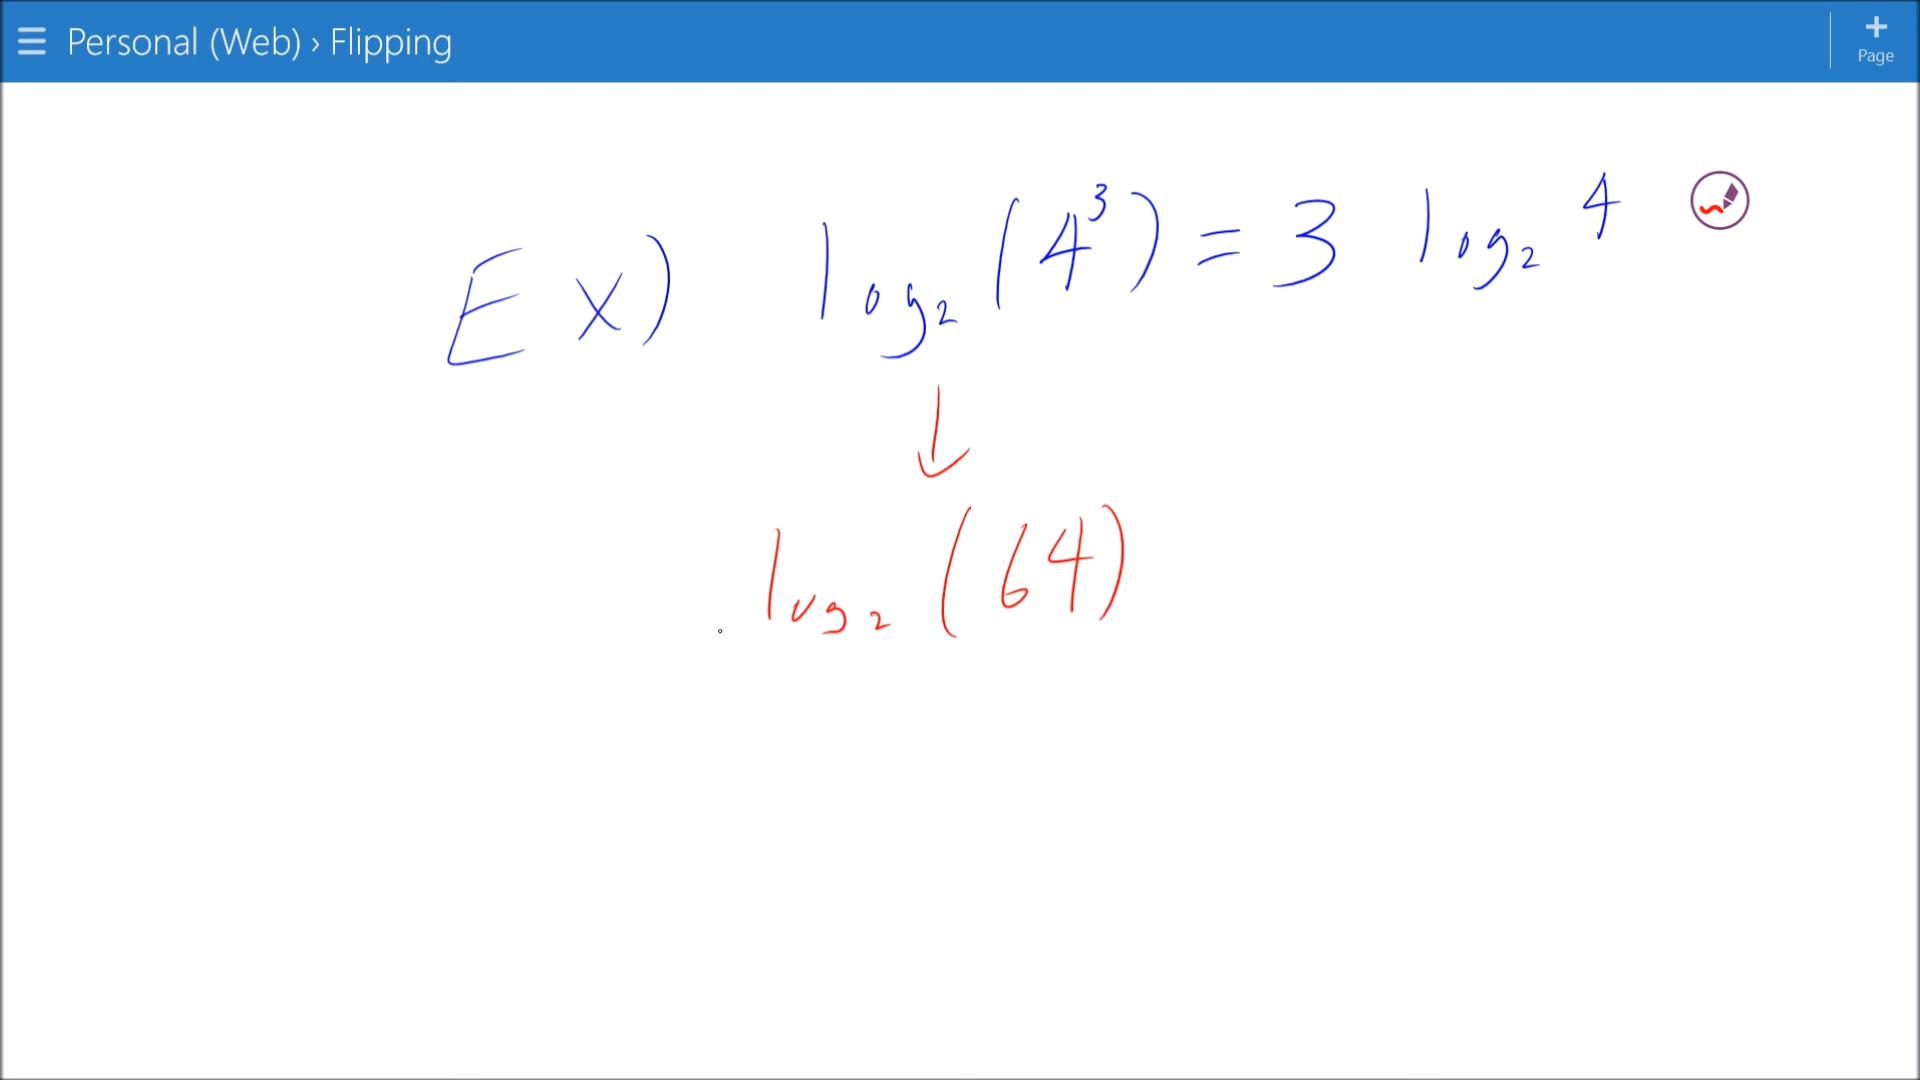 Personal (Web) › Flipping
+
Page
Ex) log₂ (4³) = 3 log₂ 4
↓
log₂ (64)